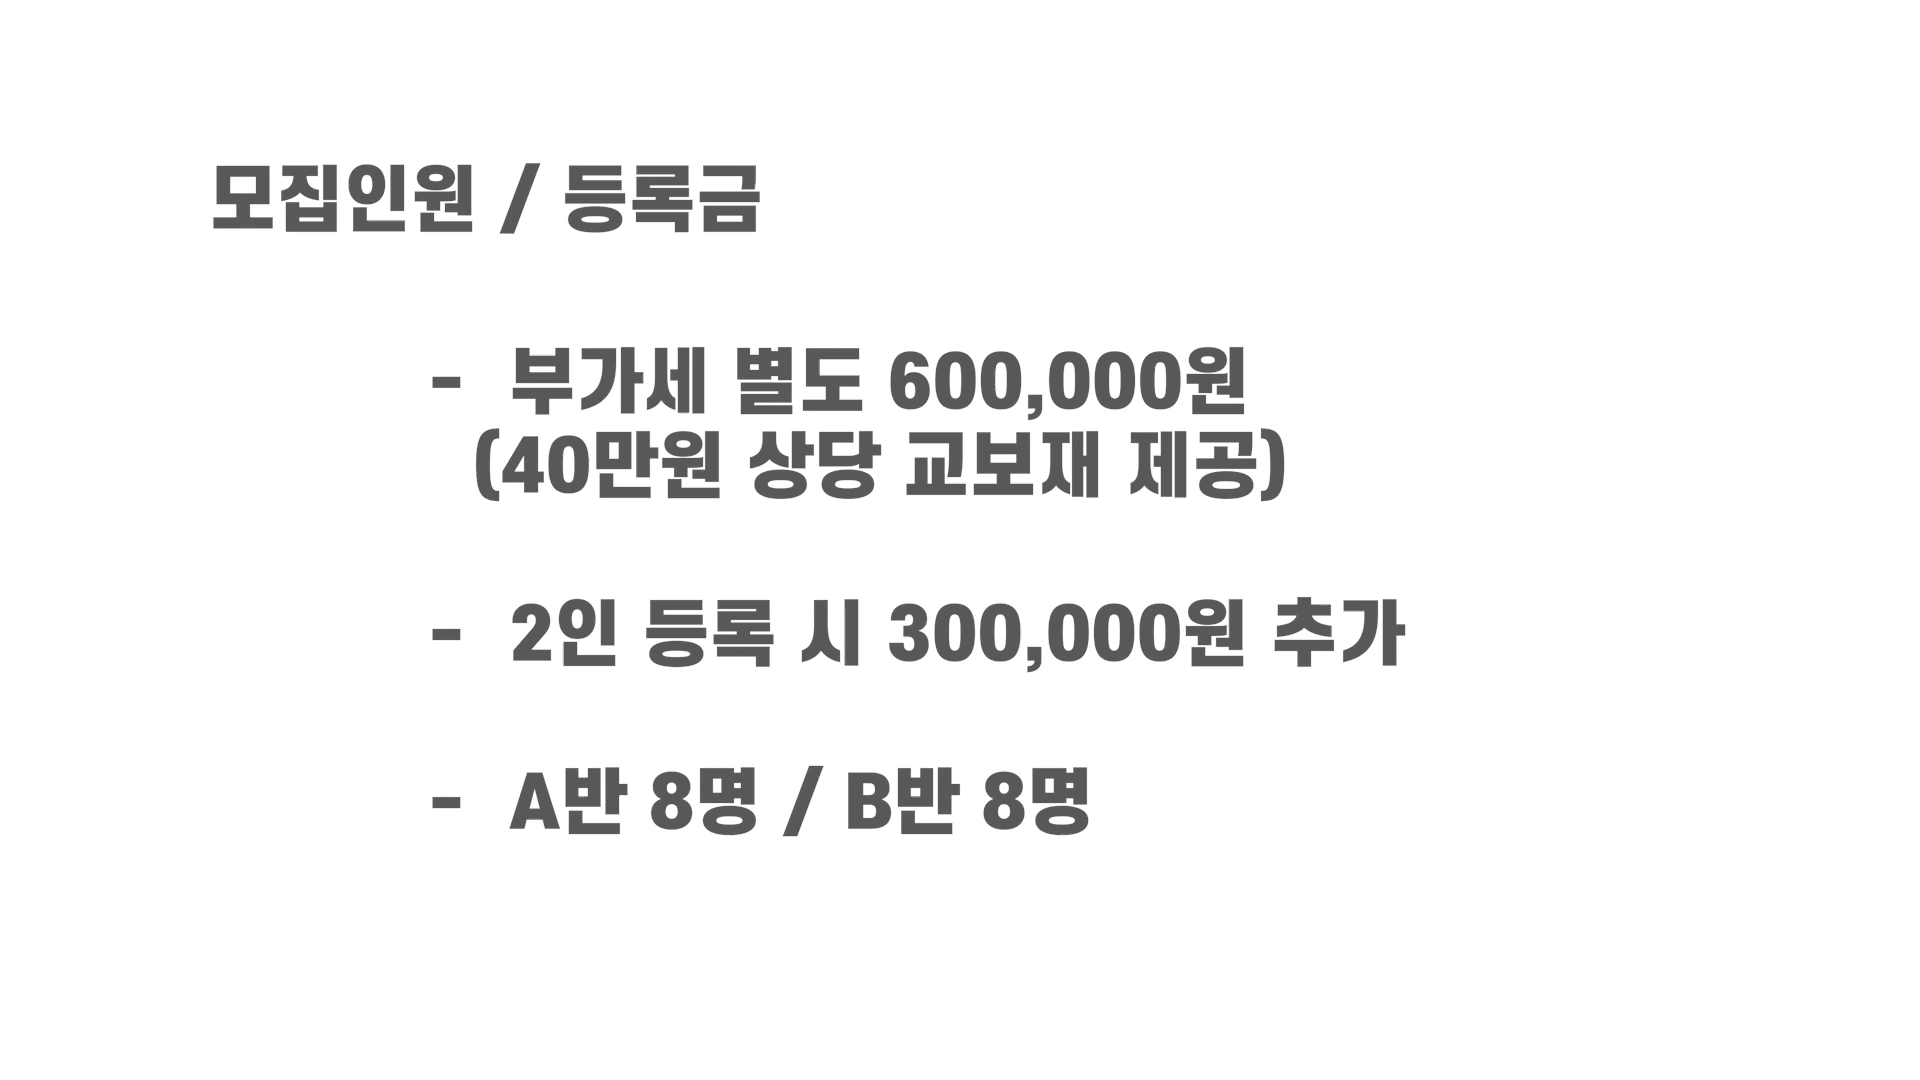 모집인원 / 등록금
- 부가세 별도 600,000원
(40만원 상당 교보재 제공)
- 2인 등록 시 300,000원 추가
- A반 8명 / B반 8명